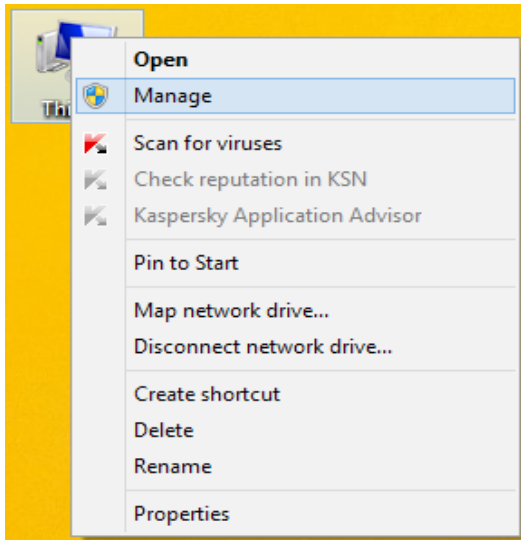 Open
Manage
Thi
Scan for viruses
Check reputation in KSN
Kaspersky Application Advisor
Pin to Start
Map network drive...
Disconnect network drive...
Create shortcut
Delete
Rename
Properties